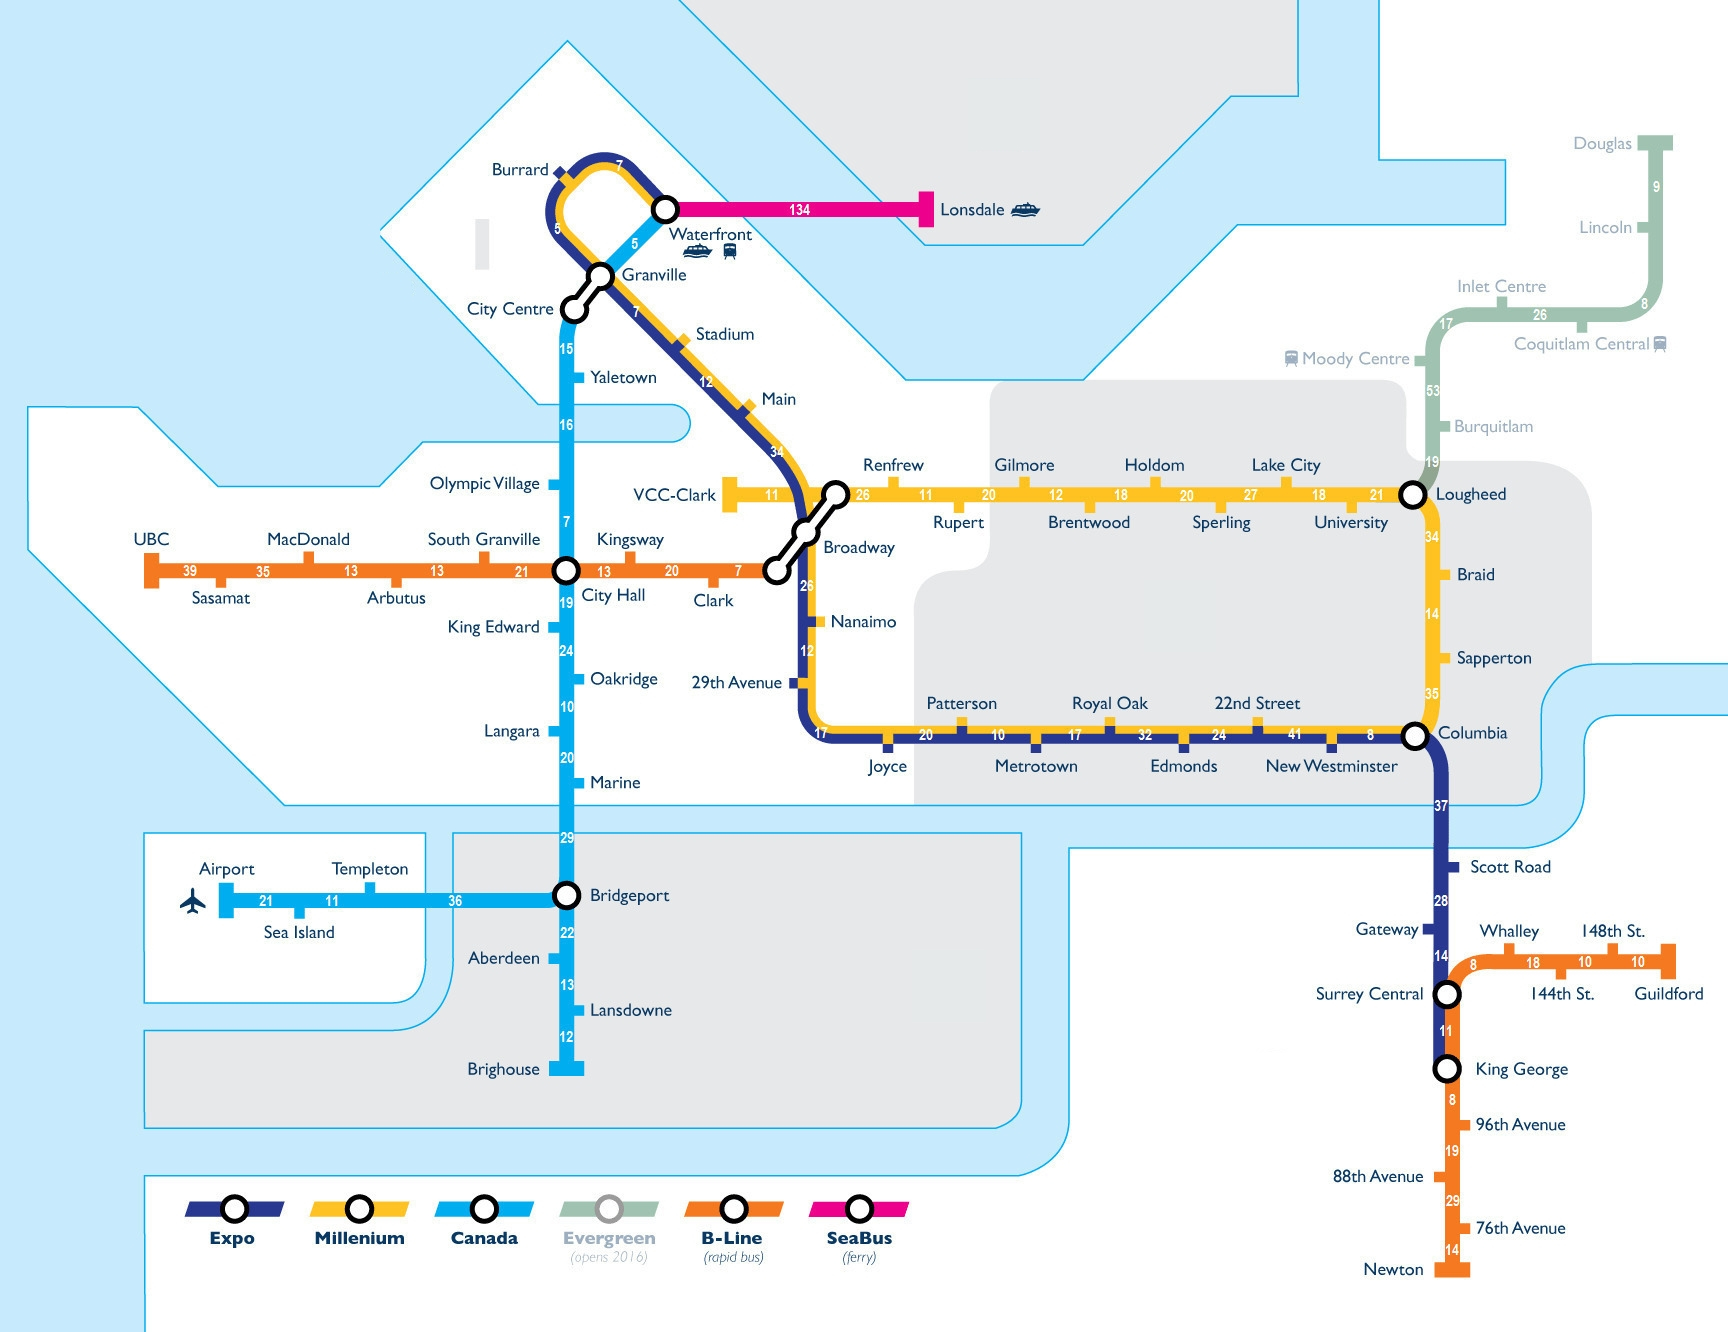 Douglas
9
Burrard
7
134
Lonsdale
Lincoln
5
5
Waterfront
Granville
Inlet Centre
8
City Centre
7
26
17
Stadium
Coquitlam Central
15
Moody Centre
Yaletown
12
53
Main
16
Burquitlam
34
19
Renfrew
Gilmore
Holdom
Lake City
Olympic Village
VCC-Clark
11
26
11
20
12
18
20
27
18
21
Lougheed
7
Rupert
Brentwood
Sperling
University
UBC
MacDonald
South Granville
Kingsway
Broadway
34
39
35
13
13
21
13
20
7
Braid
Sasamat
Arbutus
City Hall
Clark
26
19
14
King Edward
Nanaimo
24
12
Sapperton
Oakridge
29th Avenue
35
10
Patterson
Royal Oak
22nd Street
Langara
17
20
10
17
32
24
41
8
Columbia
20
Joyce
Metrotown
Edmonds
New Westminster
Marine
37
29
Airport
Templeton
Scott Road
21
11
36
Bridgeport
28
Sea Island
22
Gateway
Whalley
148th St.
Aberdeen
14
8
18
10
10
13
Surrey Central
144th St.
Guildford
Lansdowne
12
11
Brighouse
King George
8
96th Avenue
19
88th Avenue
29
76th Avenue
14
Newton
Expo
Millenium
Canada
Evergreen
(opens 2016)
B-Line
(rapid bus)
SeaBus
(ferry)